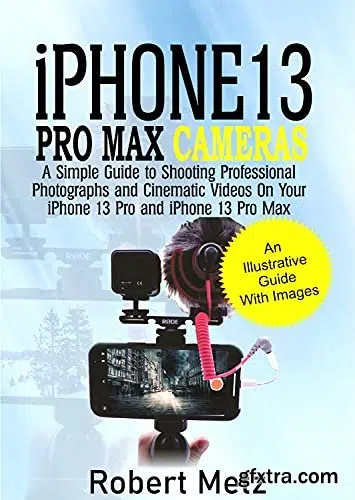 iPHONE13
PRO MAX CAMERAS
A Simple Guide to Shooting Professional
Photographs and Cinematic Videos On Your
iPhone 13 Pro and iPhone 13 Pro Max
An
Illustrative
Guide
With Images
RODE
Robert Metz
gfxtra.com